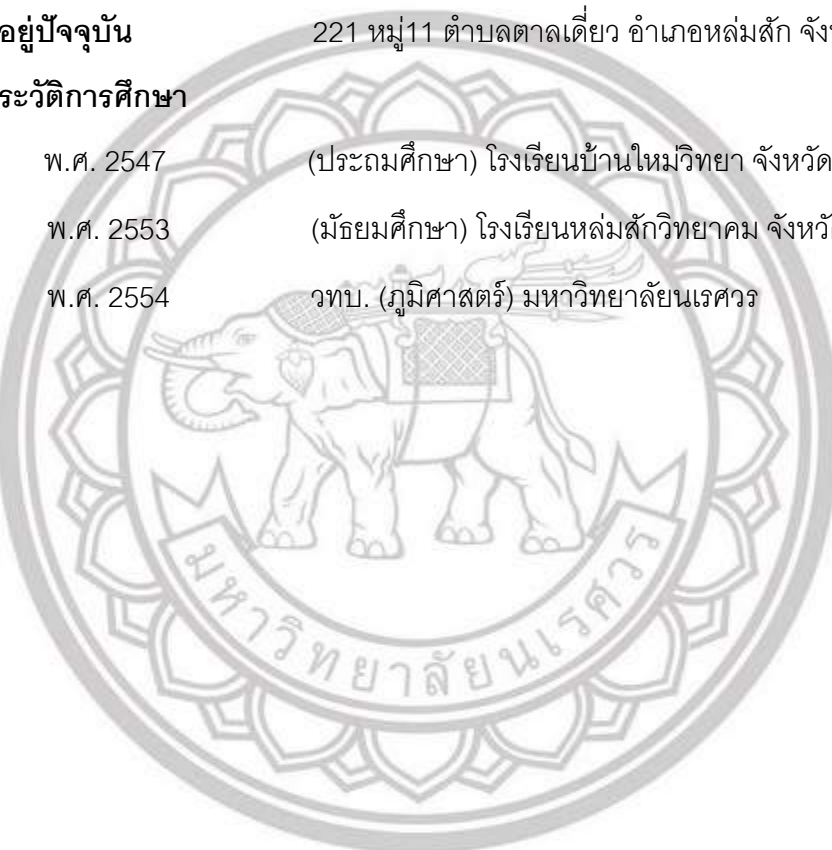 อยู่ปัจจุบัน 221 หมู่11 ตำบลตาลเดี่ยว อำเภอหล่มสัก
ระวัติการศึกษา
พ.ศ. 2547 (ประถมศึกษา) โรงเรียนบ้านใหม่วิทยา จังหวัด
พ.ศ. 2553 (มัธยมศึกษา) โรงเรียนหล่มสักวิทยาคม
พ.ศ. 2554 วทบ. (ภูมิศาสตร์) มหาวิทยาลัยนเรศวร
มหาวิทยาลัยนเรศวร